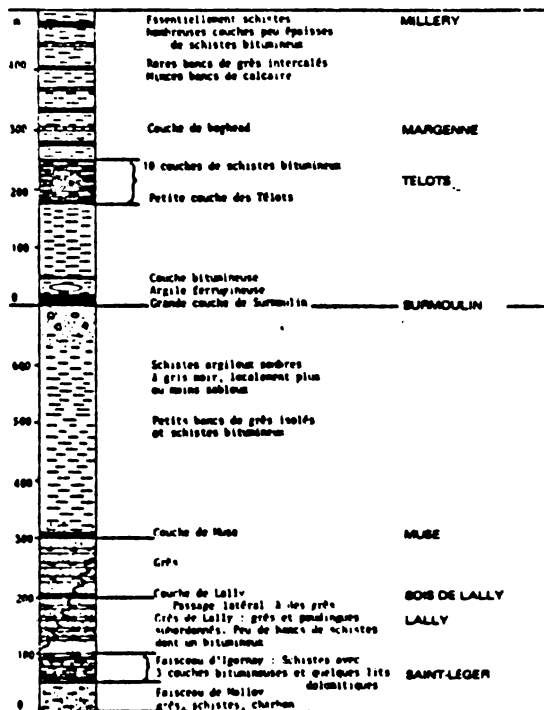 m
Essentiellement schistes
MILLERY
Nombreuses couches peu épaisses
de schistes bitumineux
400
Rares bancs de grès intercalés
Minces bancs de calcaire
300
Couche de boghead
MARGENNE
10 couches de schistes bitumineux
TELOTS
200
Petite couche des Télots
100
Couche bitumineuse
Argile ferrugineuse
0
Grande couche de Surmoulin
SURMOULIN
Schistes argileux sombres
600
à gris noir, localement plus
ou moins sableux
500
Petits bancs de grès isolés
et schistes bitumineux
400
300
Couche de Muse
MUSE
Grès
200
Couche de Lally
BOIS DE LALLY
Passage latéral à des grès
Grès de Lally : grès et poudingues
LALLY
subordonnés. Peu de bancs de schistes
dont un bitumineux
100
Faisceau d'Igornay : Schistes avec
3 couches bitumineuses et quelques lits
SAINT-LEGER
dolomitiques
Faisceau de Molloy
0
grès, schistes, charbon